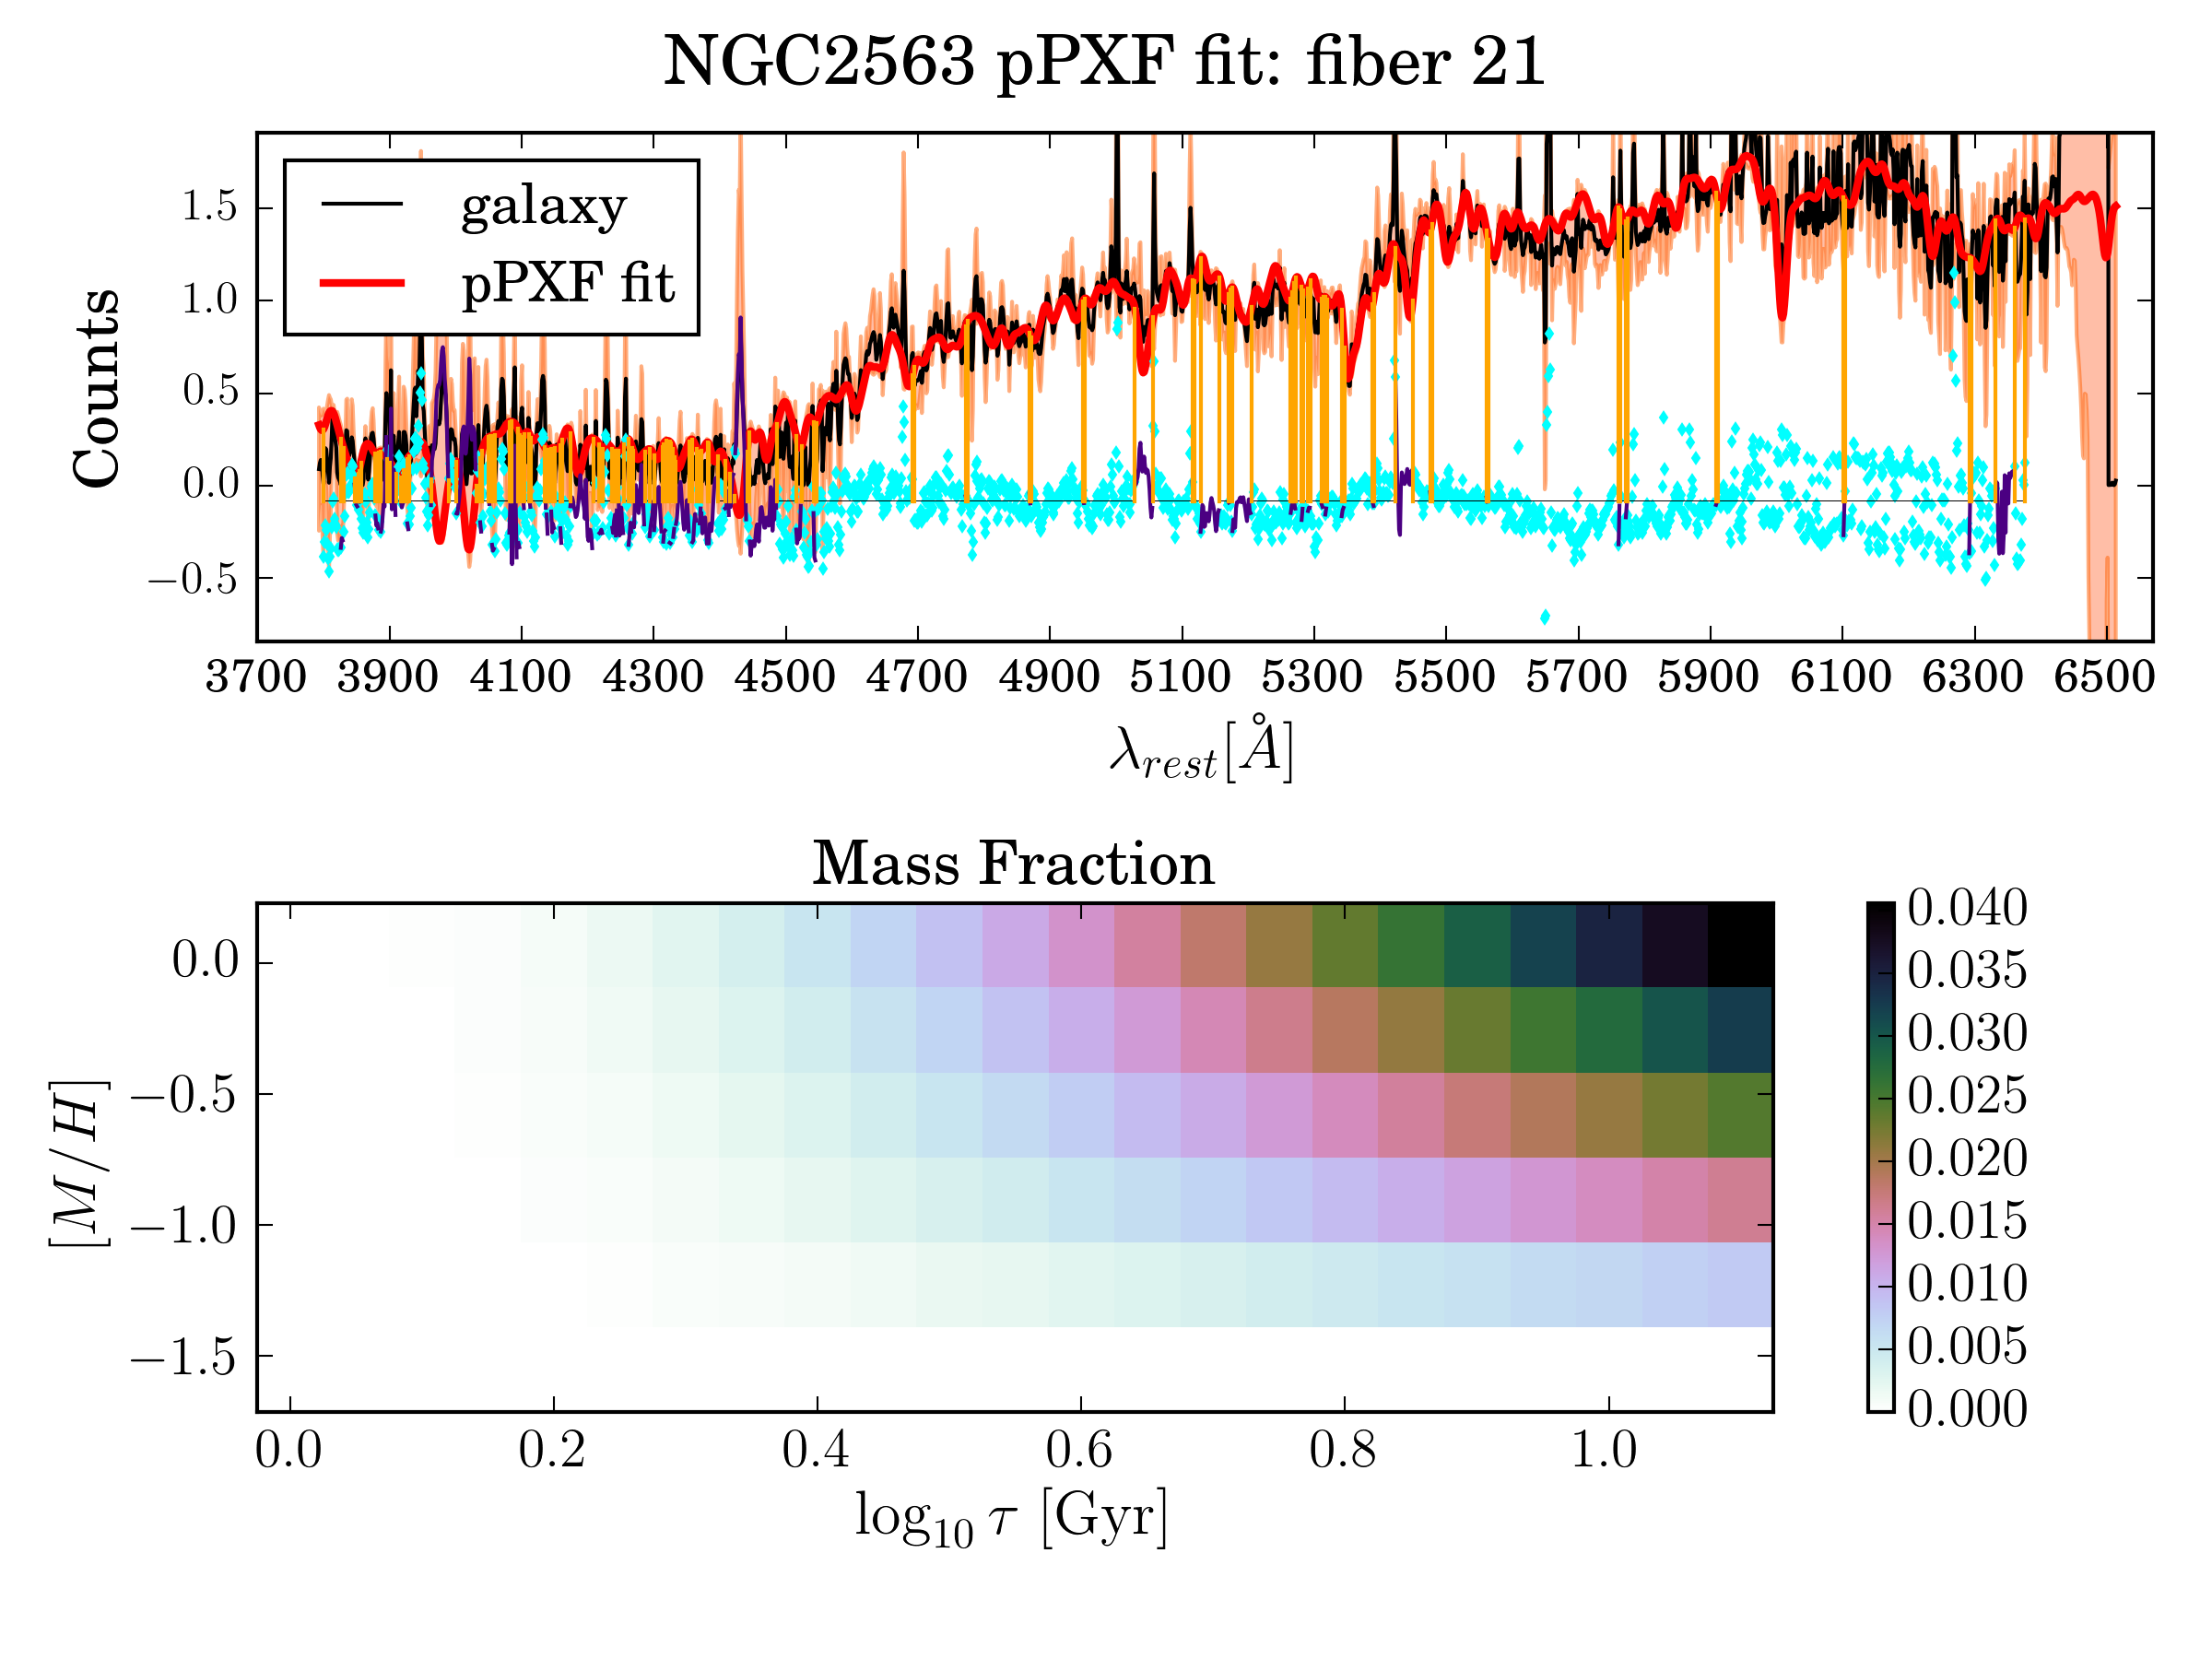 NGC2563 pPXF fit: fiber 21
galaxy
pPXF fit
Counts
1.5
1.0
0.5
0.0
−0.5
3700 3900 4100 4300 4500 4700 4900 5100 5300 5500 5700 5900 6100 6300 6500
λrest[Å]
Mass Fraction
[M/H]
0.0
−0.5
−1.0
−1.5
0.0 0.2 0.4 0.6 0.8 1.0
log10 τ [Gyr]
0.040
0.035
0.030
0.025
0.020
0.015
0.010
0.005
0.000